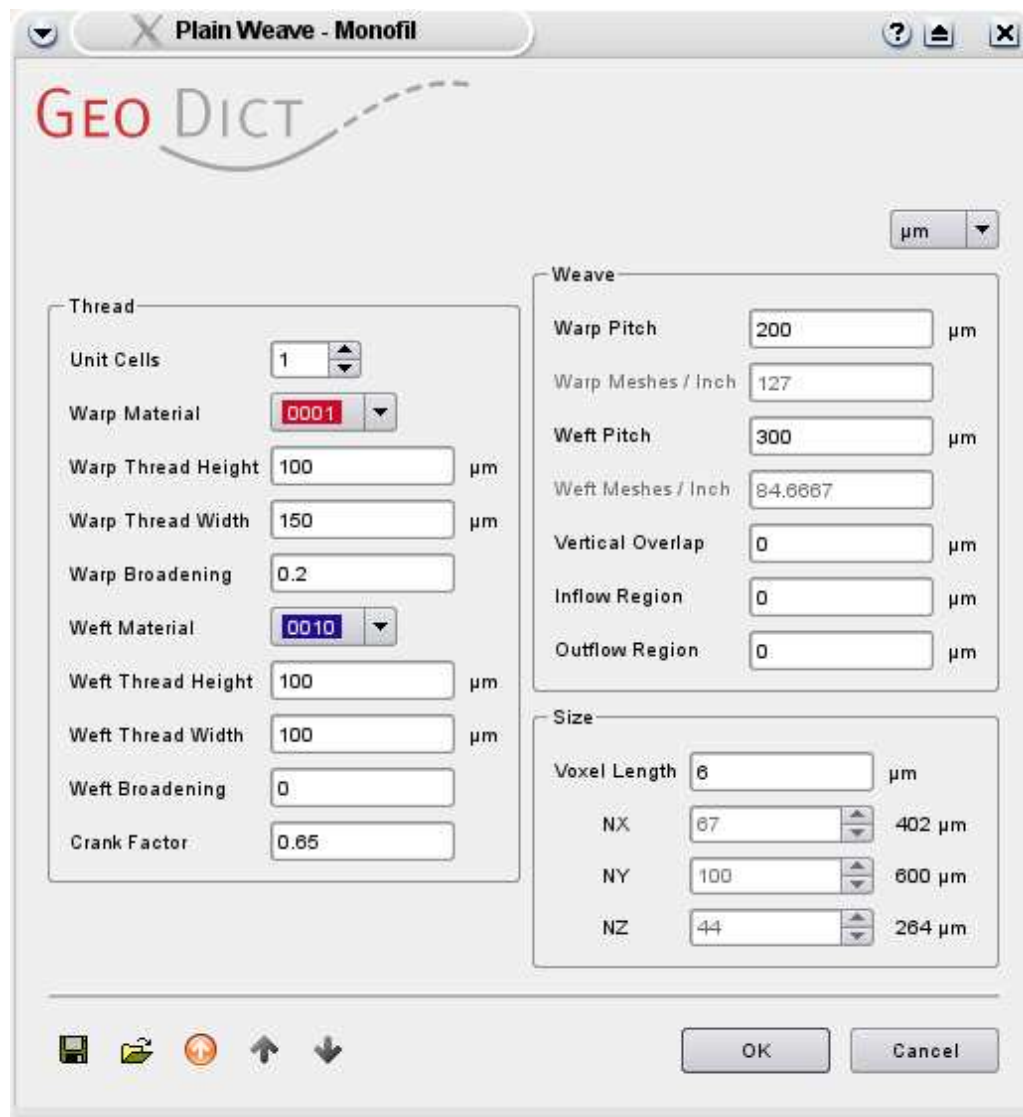 Plain Weave - Monofil
GEO DICT
µm
Thread
Unit Cells 1
Warp Material 0001
Warp Thread Height 100 µm
Warp Thread Width 150 µm
Warp Broadening 0.2
Weft Material 0010
Weft Thread Height 100 µm
Weft Thread Width 100 µm
Weft Broadening 0
Crank Factor 0.65
Weave
Warp Pitch 200 µm
Warp Meshes / Inch 127
Weft Pitch 300 µm
Weft Meshes / Inch 84.6667
Vertical Overlap 0 µm
Inflow Region 0 µm
Outflow Region 0 µm
Size
Voxel Length 6 µm
NX 67 402 µm
NY 100 600 µm
NZ 44 264 µm
OK Cancel